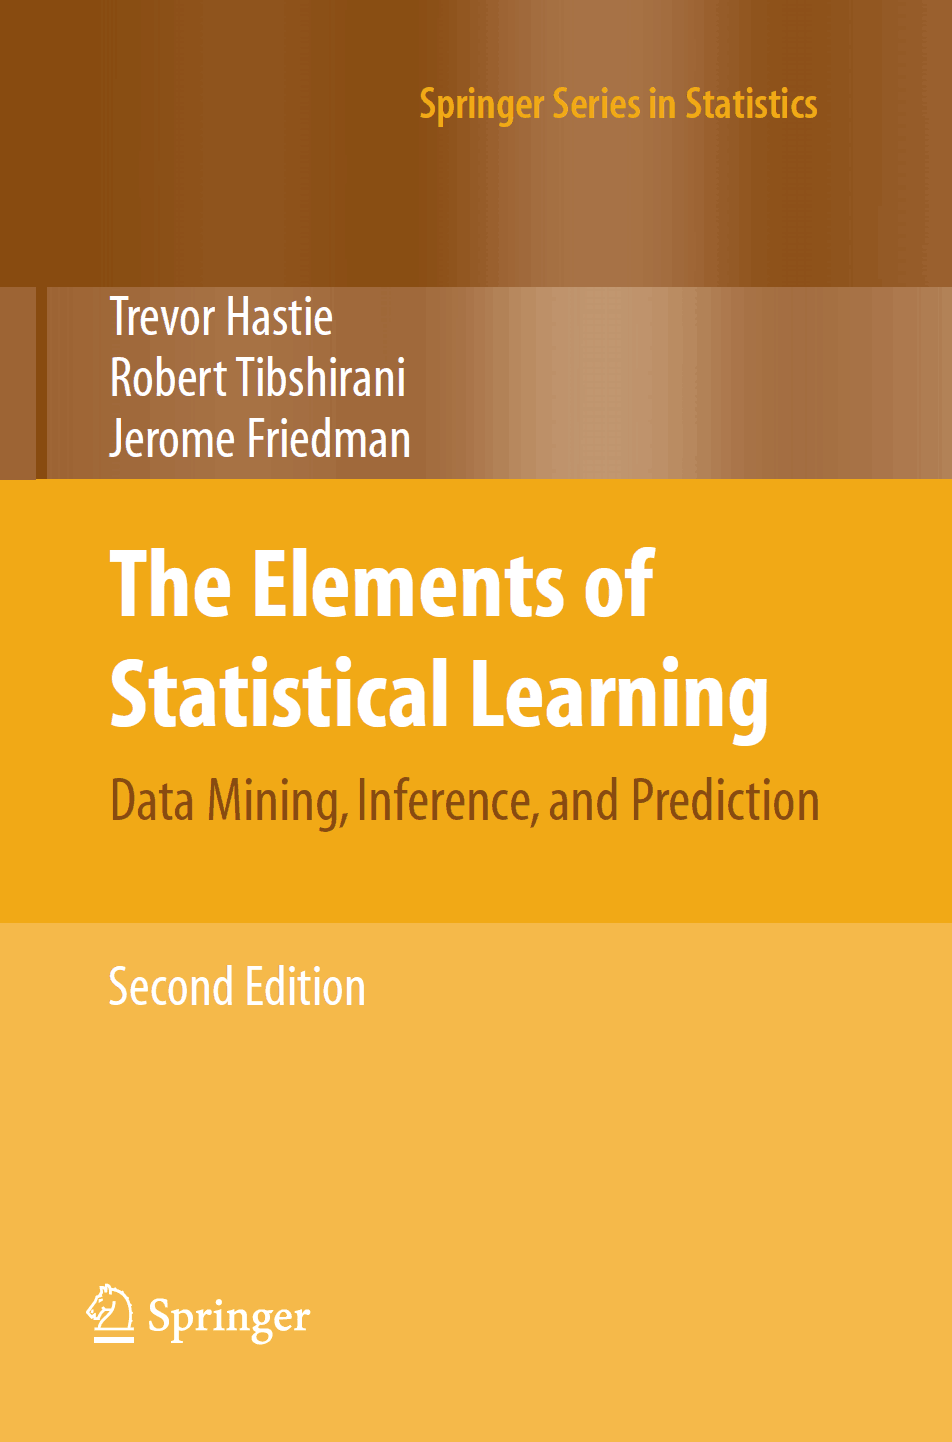 Springer Series in Statistics
Trevor Hastie
Robert Tibshirani
Jerome Friedman
The Elements of
Statistical Learning
Data Mining, Inference, and Prediction
Second Edition
Springer